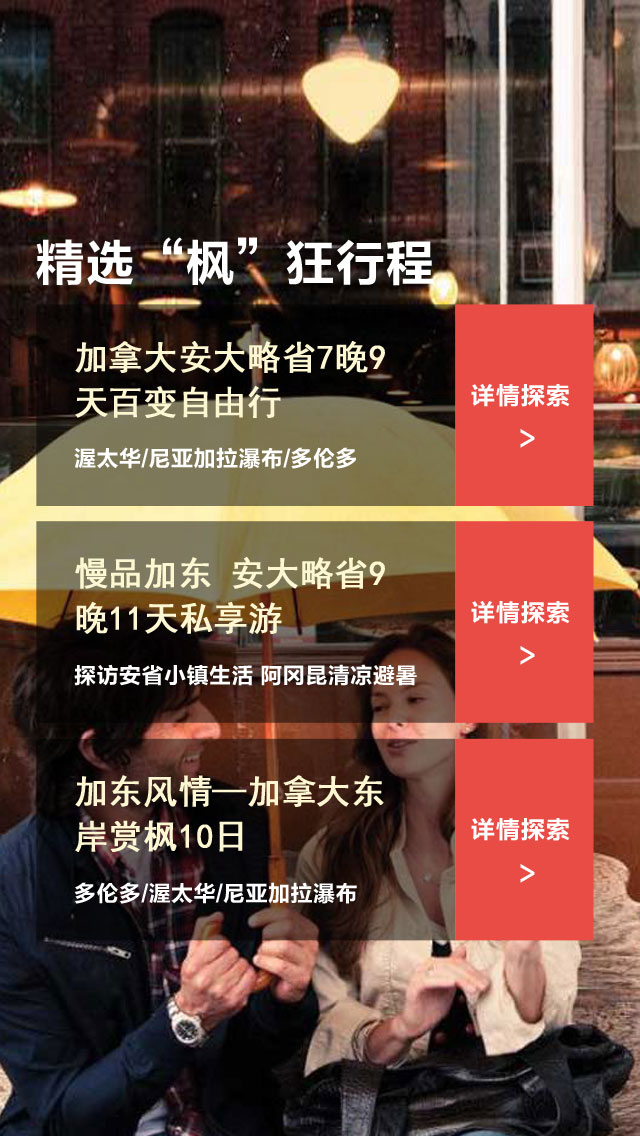 精选“枫”狂行程
加拿大安大略省7晚9
天百变自由行
渥太华/尼亚加拉瀑布/多伦多
详情探索
>
慢品加东 安大略省9
晚11天私享游
探访安省小镇生活 阿冈昆清凉避暑
详情探索
>
加东风情—加拿大东
岸赏枫10日
多伦多/渥太华/尼亚加拉瀑布
详情探索
>